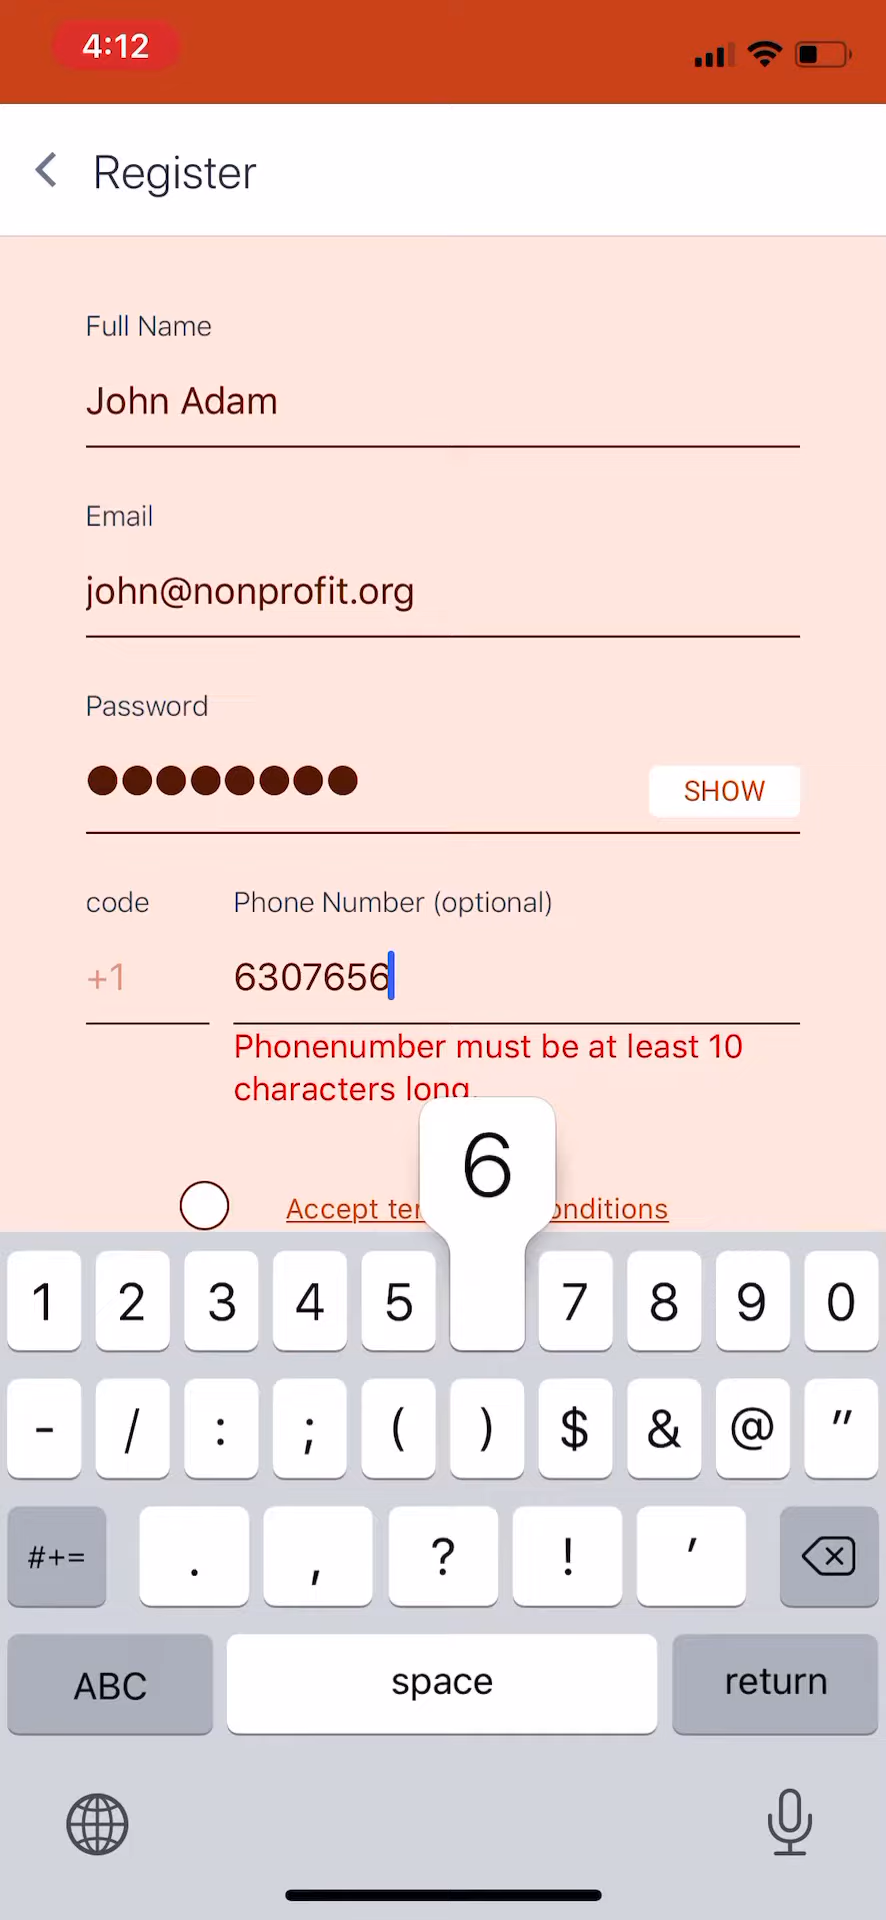 4:12
Register
Full Name
John Adam
Email
john@nonprofit.org
Password
SHOW
code Phone Number (optional)
+1 6307656
Phonenumber must be at least 10
characters long.
6
Accept
1 2 3 4 5 7 8 9 0
- / : ; ( ) $ & @ "
#+= . , ? ! '
ABC space return